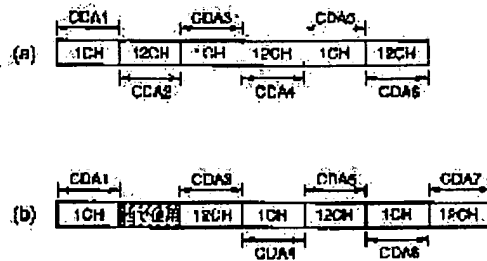 CDA1 CDA3 CDA5
(a) 1CH 12CH 1CH 12CH 1CH 12CH
CDA2 CDA4 CDA6
CDA1 CDA3 CDA5 CDA7
(b) 1CH 12CH 1CH 12CH 1CH 12CH
CDA4 CDA6